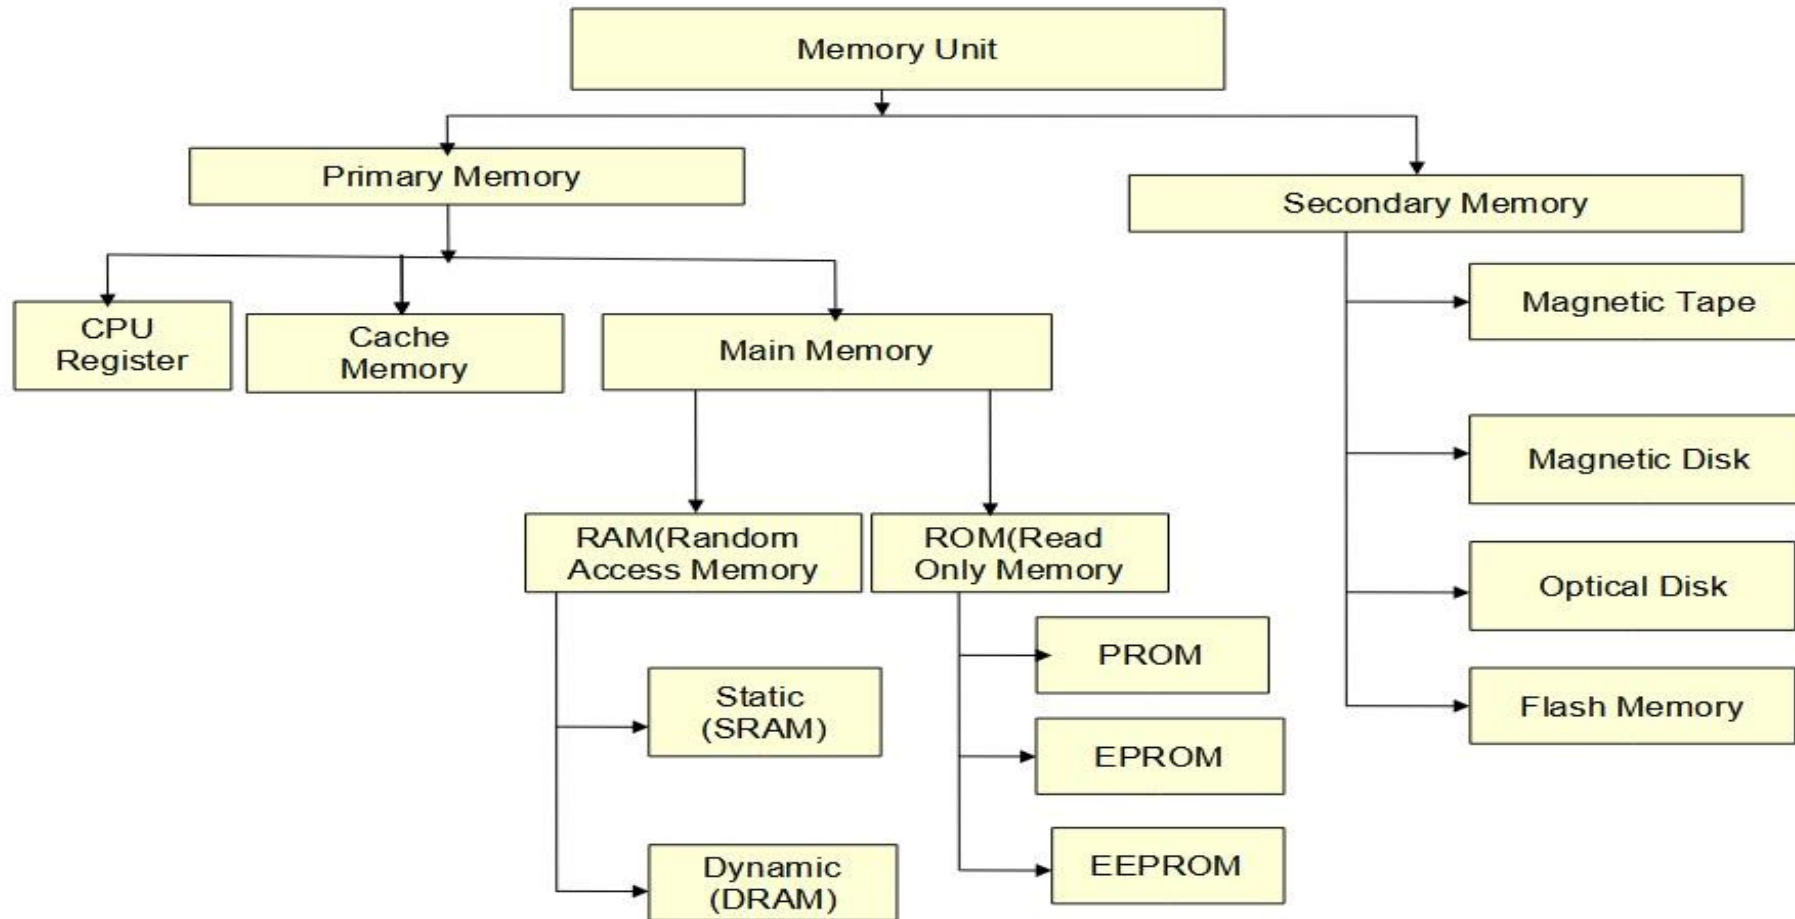 Memory Unit
Primary Memory
Secondary Memory
CPU
Register
Cache
Memory
Main Memory
Magnetic Tape
Magnetic Disk
Optical Disk
Flash Memory
RAM(Random
Access Memory
ROM(Read
Only Memory
Static
(SRAM)
Dynamic
(DRAM)
PROM
EPROM
EEPROM